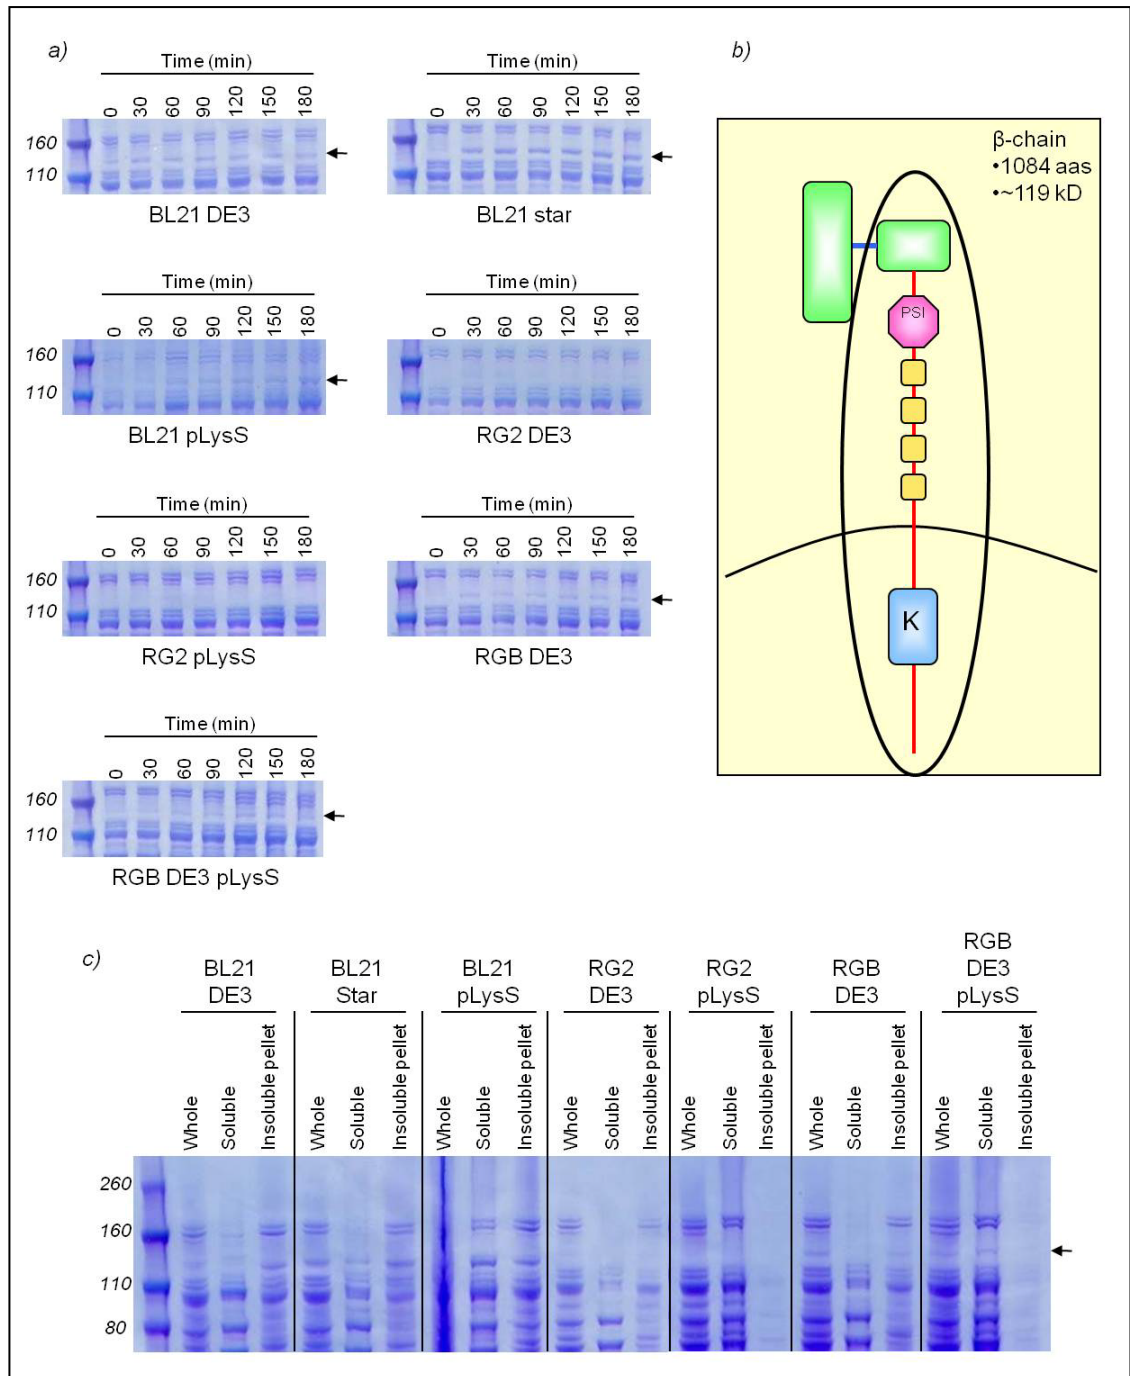 a)
Time (min)
0 30 60 90 120 150 180
160
110
BL21 DE3
Time (min)
0 30 60 90 120 150 180
160
110
BL21 star
Time (min)
0 30 60 90 120 150 180
160
110
BL21 pLysS
Time (min)
0 30 60 90 120 150 180
160
110
RG2 DE3
Time (min)
0 30 60 90 120 150 180
160
110
RG2 pLysS
Time (min)
0 30 60 90 120 150 180
160
110
RGB DE3
Time (min)
0 30 60 90 120 150 180
160
110
RGB DE3 pLysS
b)
β-chain
•1084 aas
•~119 kD
PSI
K
c)
BL21
DE3
BL21
Star
BL21
pLysS
RG2
DE3
RG2
pLysS
RGB
DE3
RGB
DE3
pLysS
Whole
Soluble
Insoluble pellet
Whole
Soluble
Insoluble pellet
Whole
Soluble
Insoluble pellet
Whole
Soluble
Insoluble pellet
Whole
Soluble
Insoluble pellet
Whole
Soluble
Insoluble pellet
Whole
Soluble
Insoluble pellet
260
160
110
80